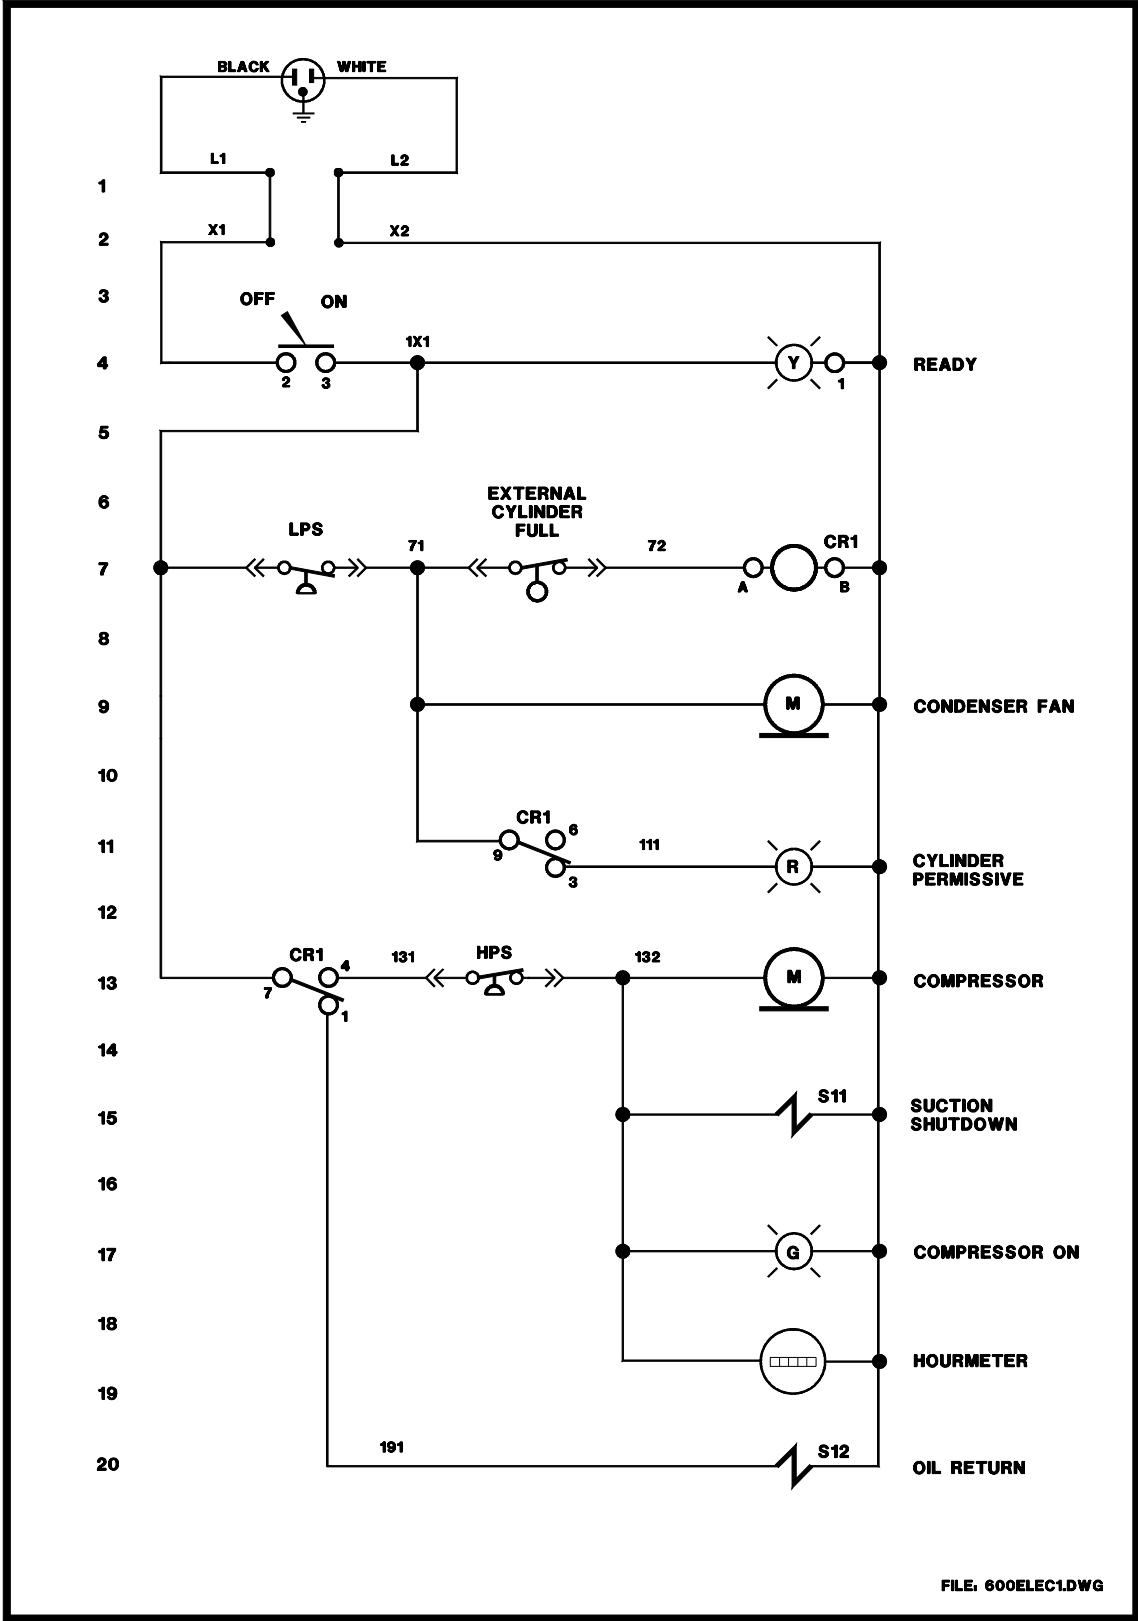 BLACK WHITE
L1 L2
1
X1 X2
2
3 OFF ON
1X1
4 2 3 Y 1 READY
5
6 EXTERNAL
CYLINDER
FULL
LPS
71 72 CR1
7 A B
8
9 M CONDENSER FAN
10
CR1 6
11 9 111
3 R CYLINDER
PERMISSIVE
12
CR1 4 131 HPS 132
13 7 M COMPRESSOR
1
14
S11
15 SUCTION
SHUTDOWN
16
17 G COMPRESSOR ON
18
HOURMETER
19
191 S12
20 OIL RETURN
FILE: 600ELEC1.DWG